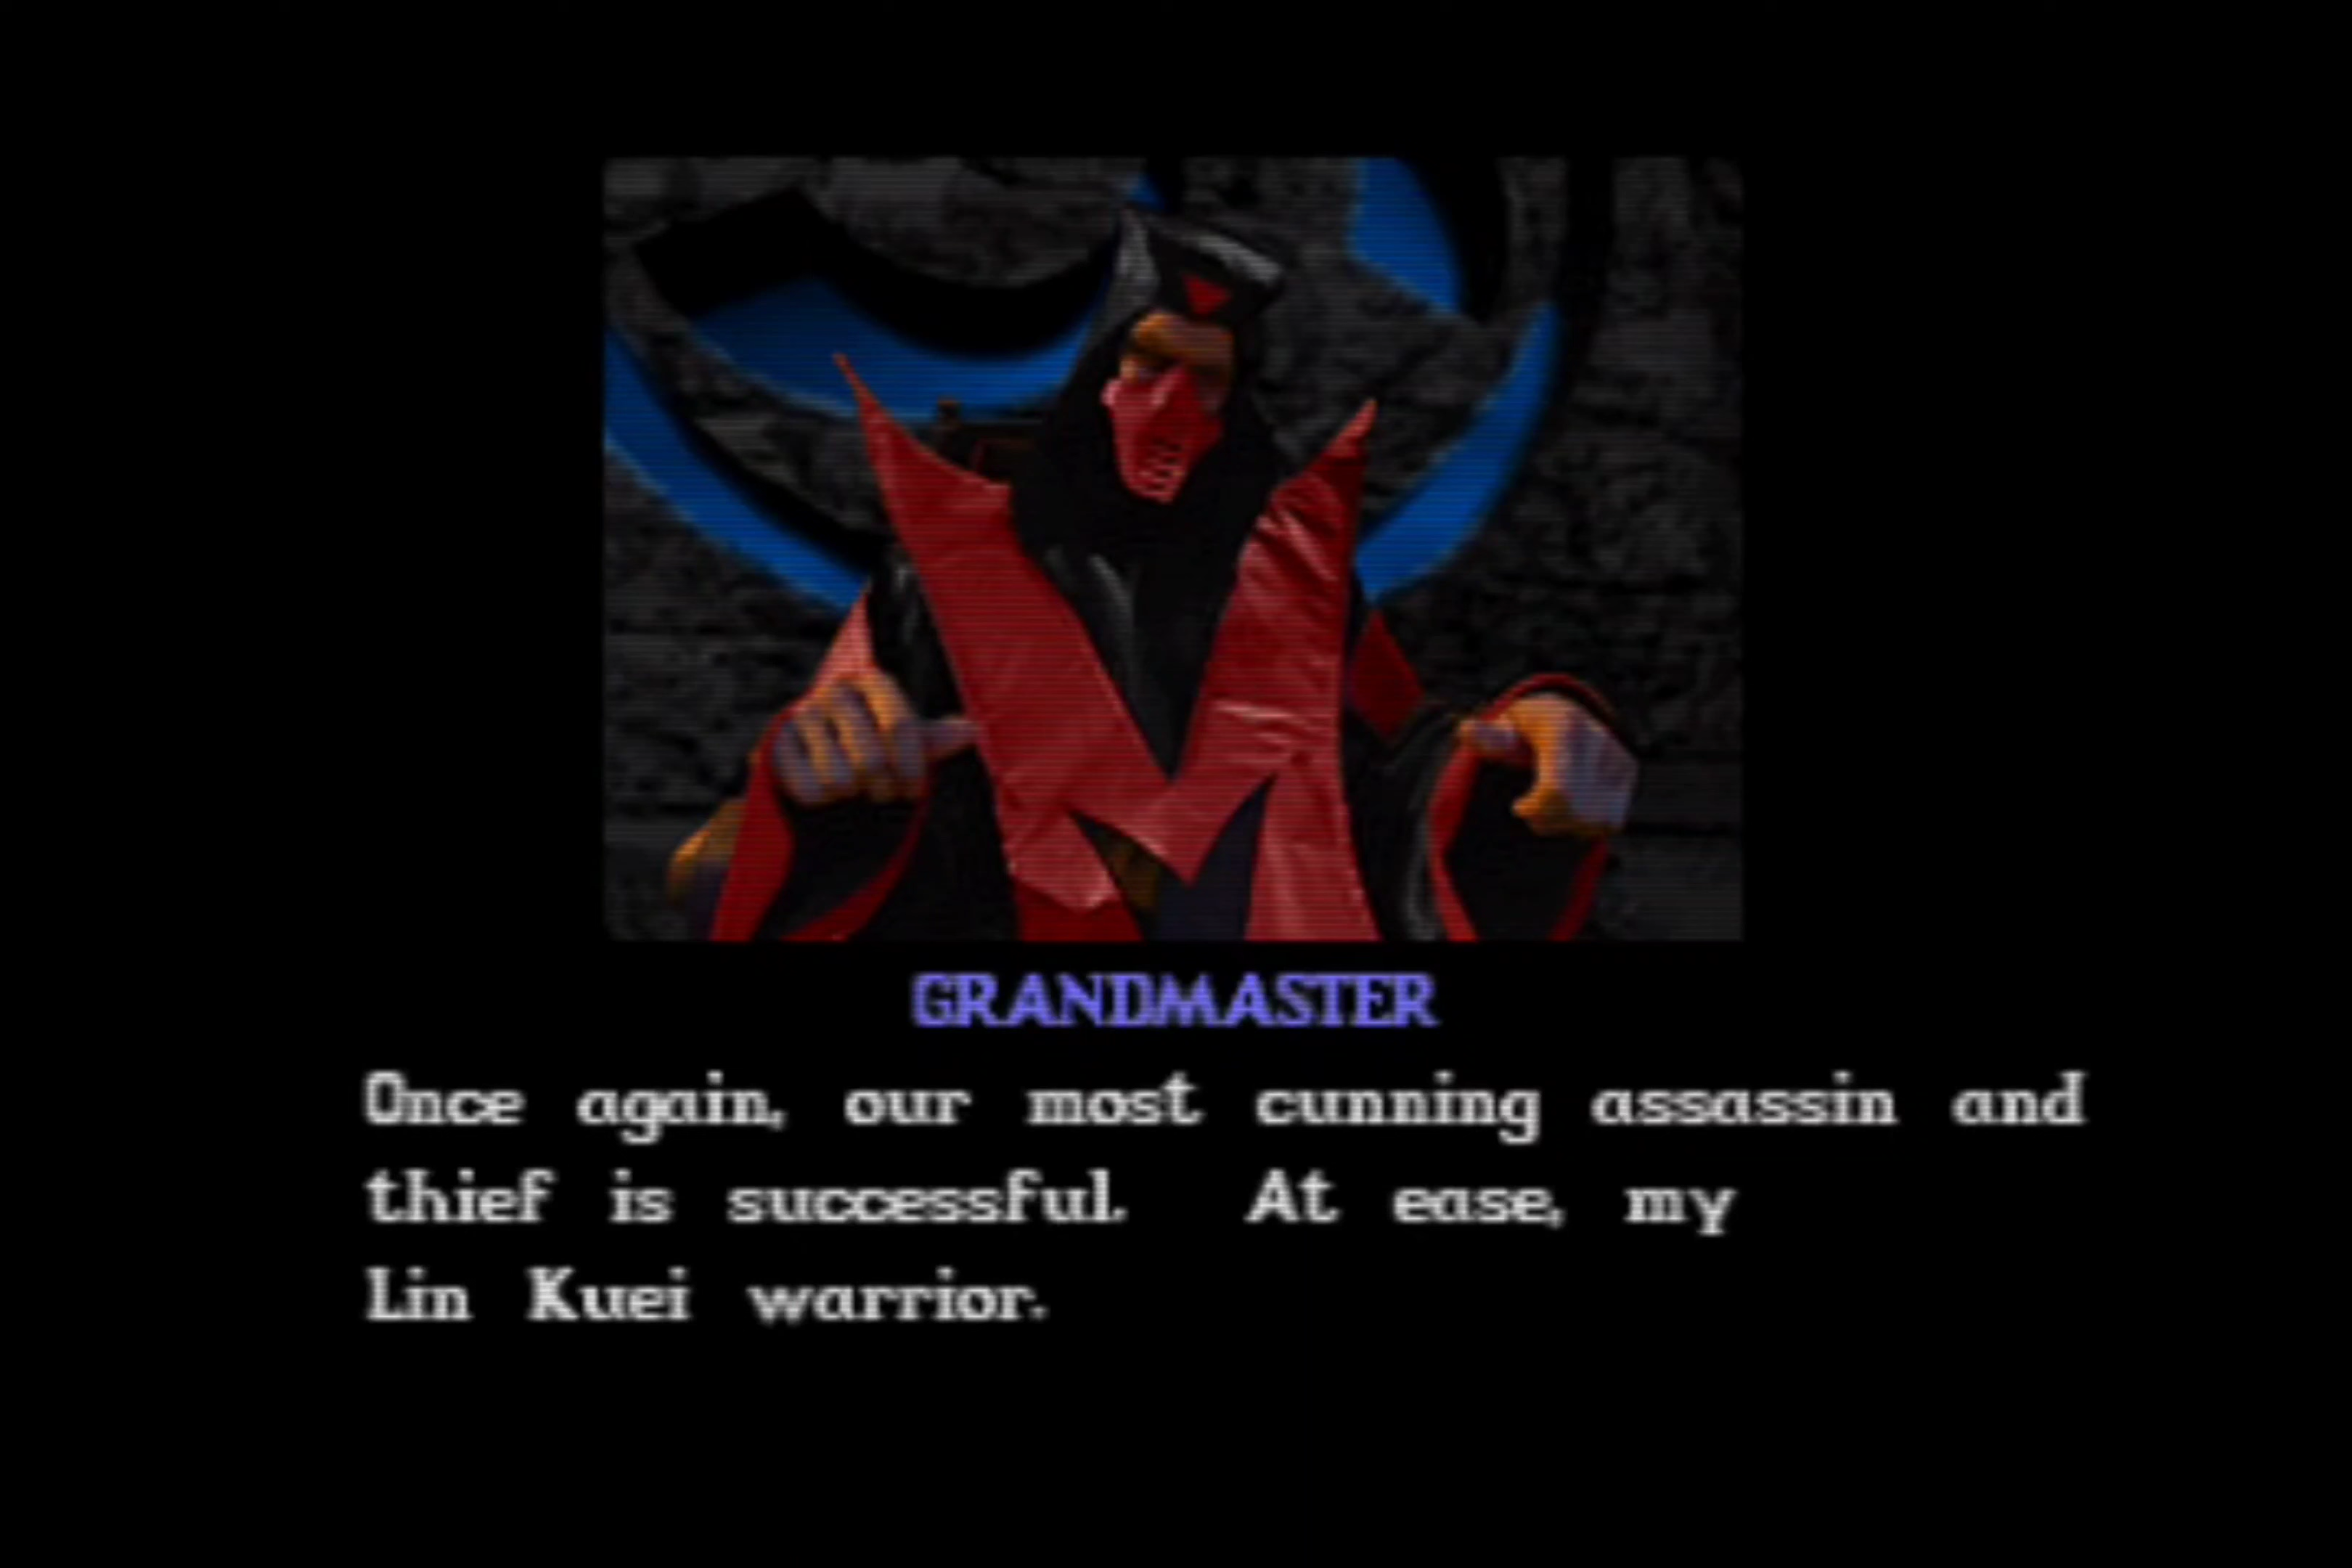 GRANDMASTER
Once again, our most cunning assassin and
thief is successful. At ease, my
Lin Kuei warrior.